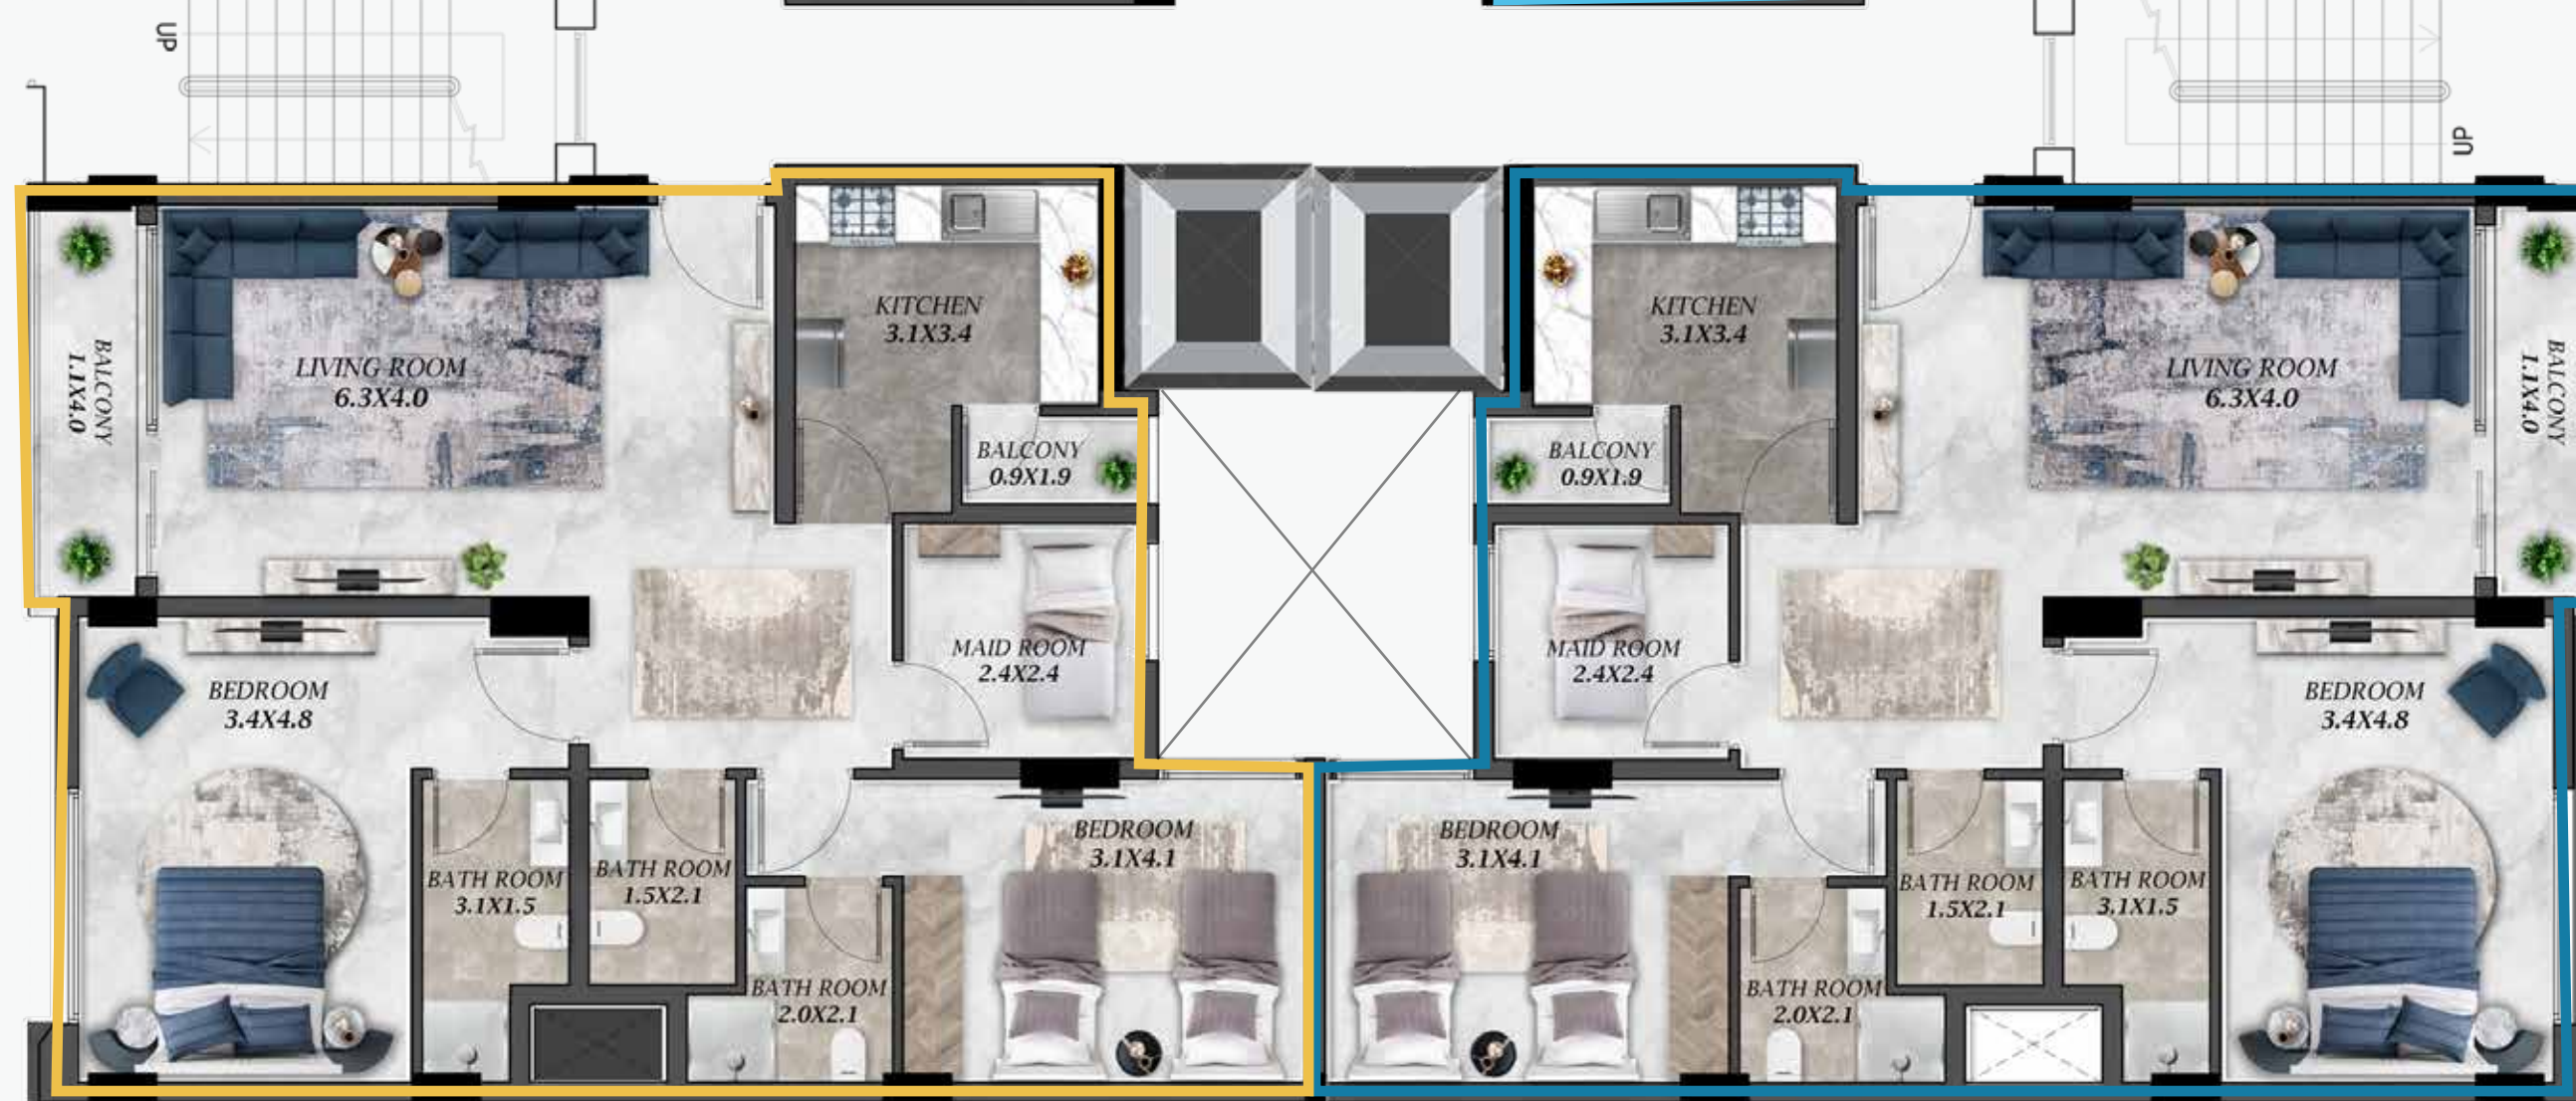 UP
UP
KITCHEN
3.1X3.4
KITCHEN
3.1X3.4
BALCONY
1.1X4.0
LIVING ROOM
6.3X4.0
LIVING ROOM
6.3X4.0
BALCONY
1.1X4.0
BALCONY
0.9X1.9
BALCONY
0.9X1.9
MAID ROOM
2.4X2.4
MAID ROOM
2.4X2.4
BEDROOM
3.4X4.8
BEDROOM
3.4X4.8
BEDROOM
3.1X4.1
BEDROOM
3.1X4.1
BATH ROOM
3.1X1.5
BATH ROOM
1.5X2.1
BATH ROOM
1.5X2.1
BATH ROOM
3.1X1.5
BATH ROOM
2.0X2.1
BATH ROOM
2.0X2.1